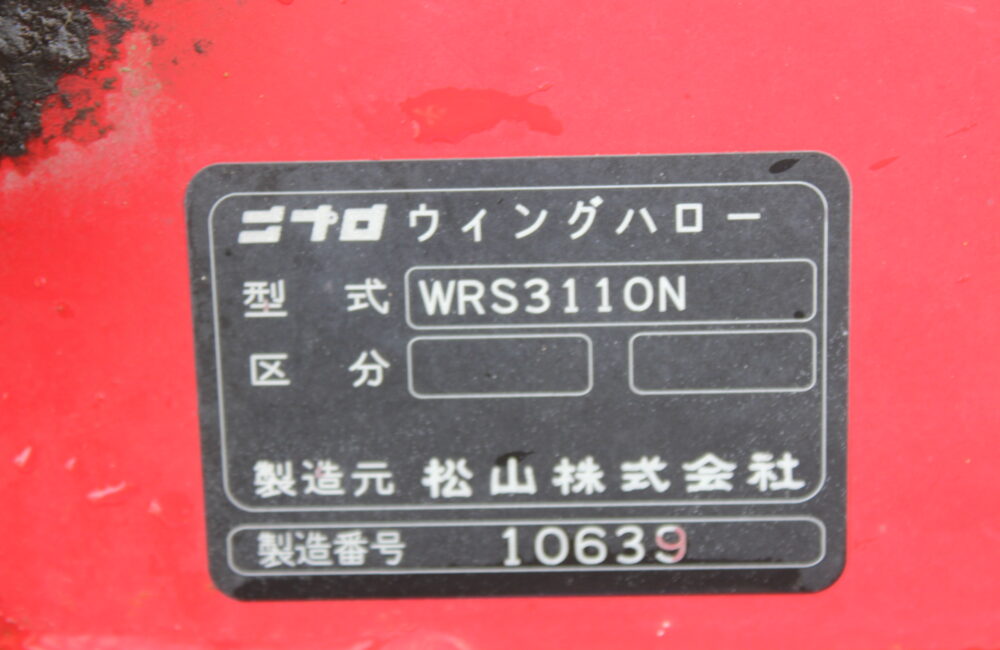 ニプロ ウィングハロー
型式 WRS3110N
区分
製造元 松山株式会社
製造番号 10639